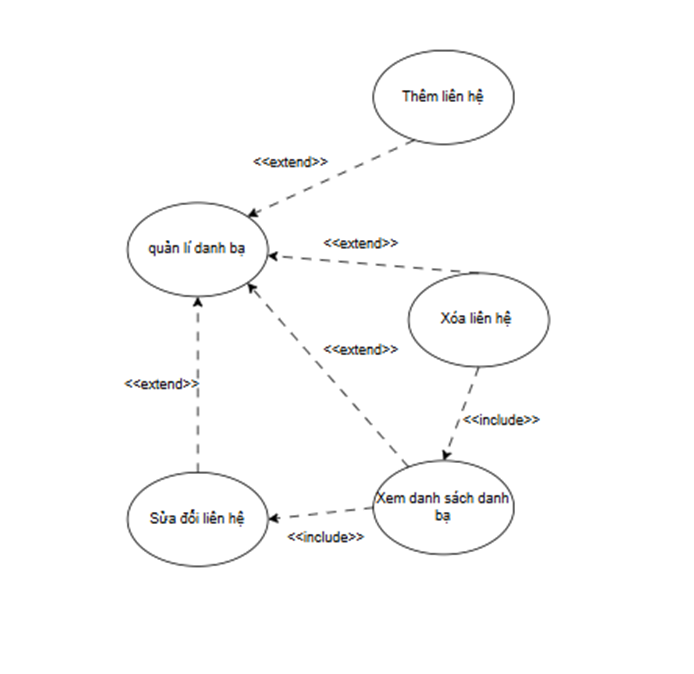 Thêm liên hệ
<<extend>>
quản lí danh bạ
<<extend>>
Xóa liên hệ
<<extend>>
<<extend>>
<<include>>
Xem danh sách danh
bạ
Sửa đổi liên hệ
<<include>>